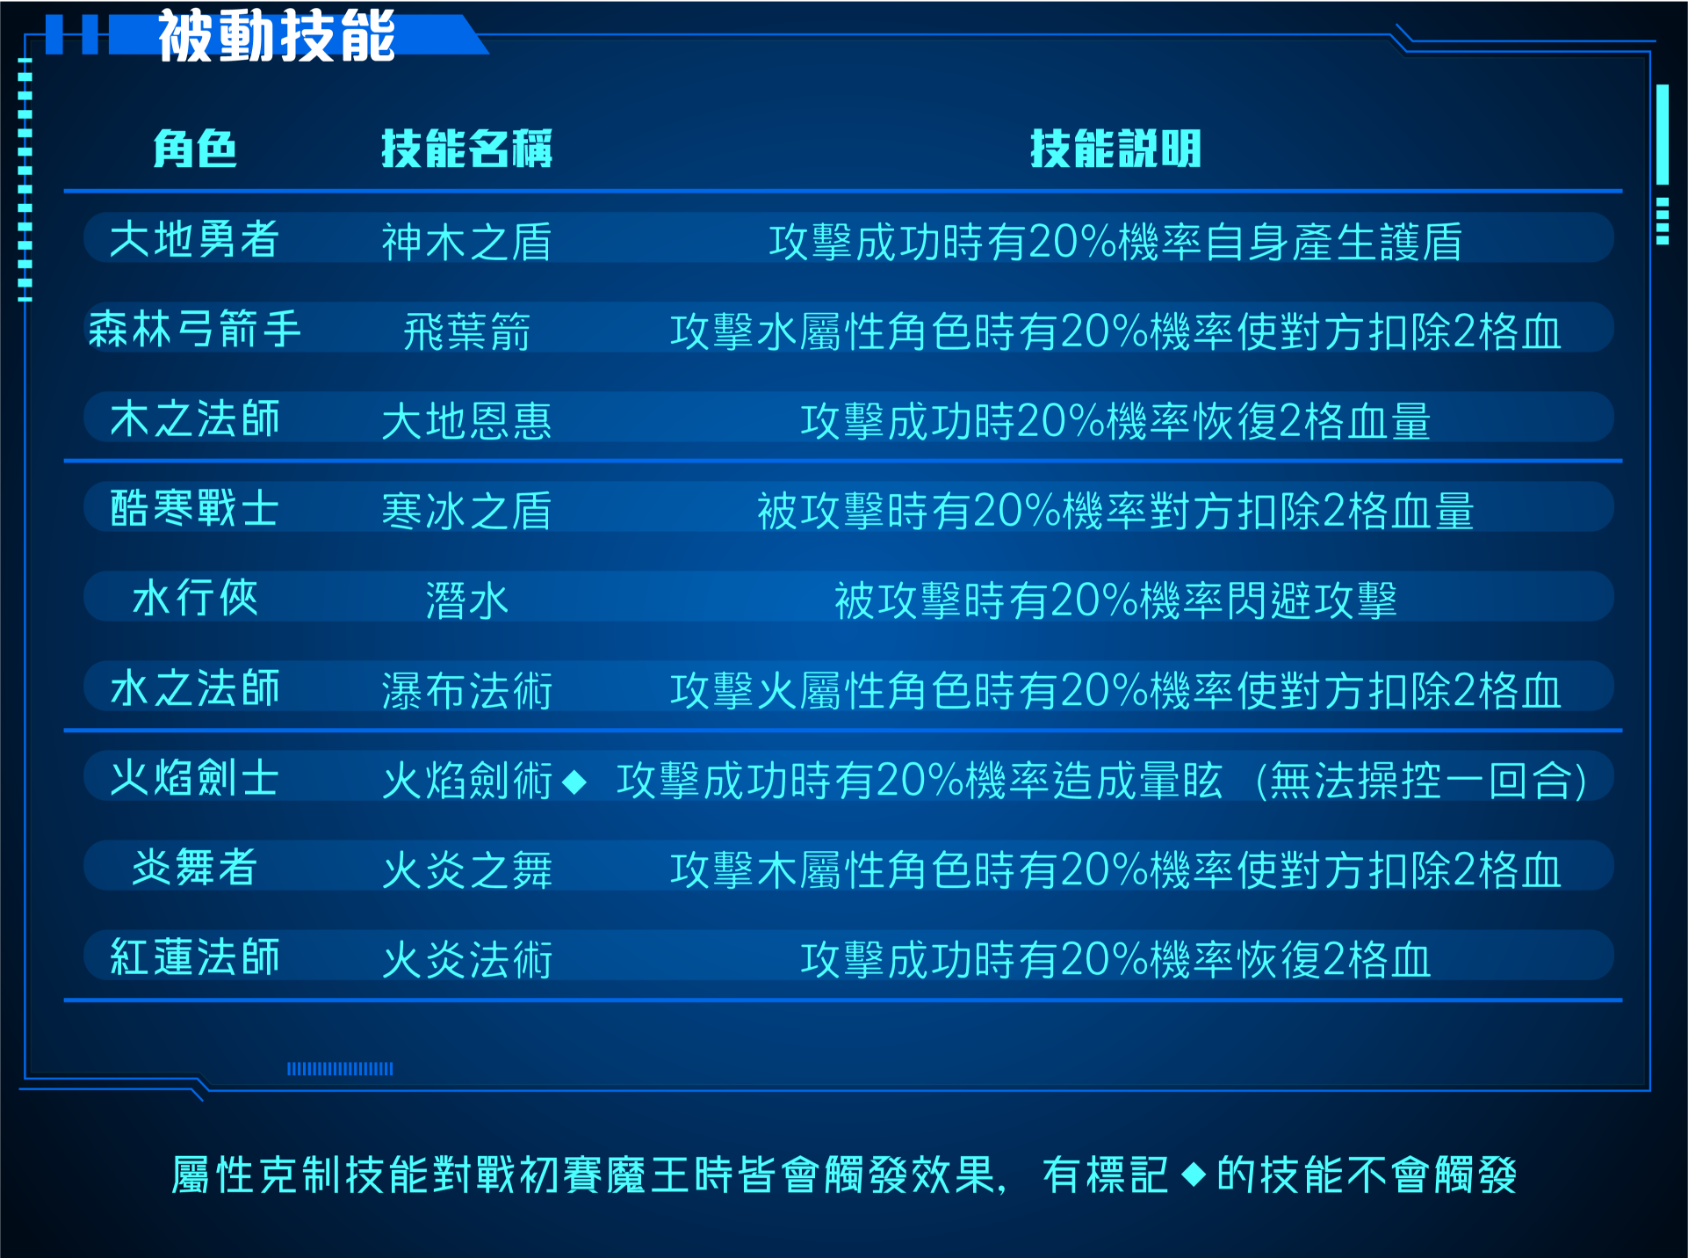 被動技能
角色 技能名稱 技能説明
大地勇者 神木之盾 攻擊成功時有20%機率自身產生護盾
森林弓箭手 飛葉箭 攻擊水屬性角色時有20%機率使對方扣除2格血
木之法師 大地恩惠 攻擊成功時20%機率恢復2格血量
酷寒戰士 寒冰之盾 被攻擊時有20%機率對方扣除2格血量
水行俠 潛水 被攻擊時有20%機率閃避攻擊
水之法師 瀑布法術 攻擊火屬性角色時有20%機率使對方扣除2格血
火焰劍士 火焰劍術◆ 攻擊成功時有20%機率造成暈眩（無法操控一回合）
炎舞者 火炎之舞 攻擊木屬性角色時有20%機率使對方扣除2格血
紅蓮法師 火炎法術 攻擊成功時有20%機率恢復2格血
屬性克制技能對戰初賽魔王時皆會觸發效果，有標記◆的技能不會觸發